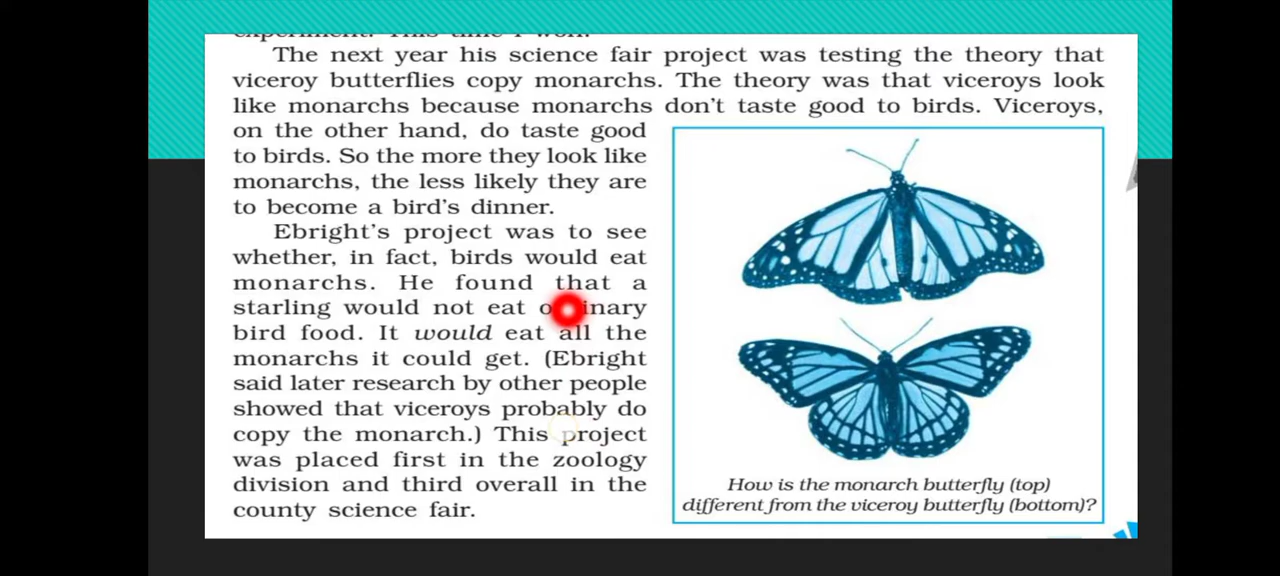 The next year his science fair project was testing the theory that
viceroy butterflies copy monarchs. The theory was that viceroys look
like monarchs because monarchs don't taste good to birds. Viceroys,
on the other hand, do taste good
to birds. So the more they look like
monarchs, the less likely they are
to become a bird's dinner.
Ebright's project was to see
whether, in fact, birds would eat
monarchs. He found that a
starling would not eat
bird food. It would eat all the
monarchs it could get. (Ebright
said later research by other people
showed that viceroys probably do
copy the monarch.) This project
was placed first in the zoology
division and third overall in the
county science fair.
How is the monarch butterfly (top)
different from the viceroy butterfly (bottom)?